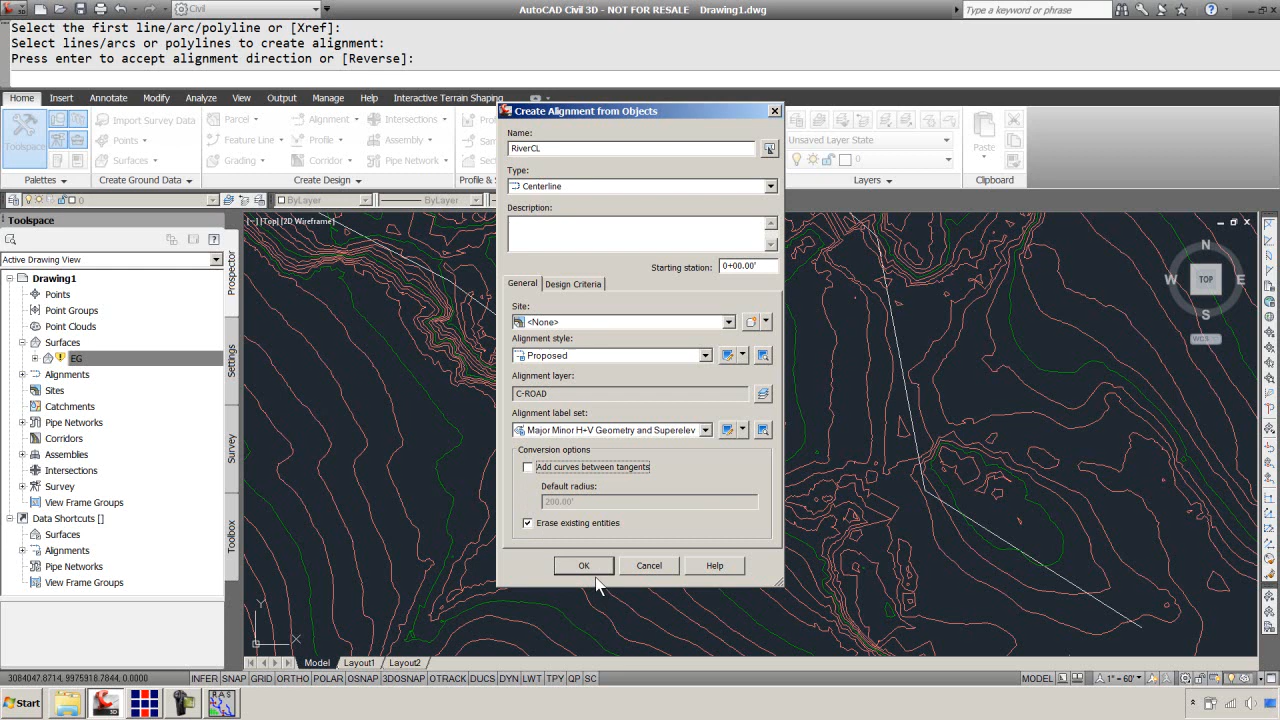 Civil
AutoCAD Civil 3D - NOT FOR RESALE Drawing1.dwg
Type a keyword or phrase
Select the first line/arc/polyline or [Xref]:
Select lines/arcs or polylines to create alignment:
Press enter to accept alignment direction or [Reverse]:
Home Insert Annotate Modify Analyze View Output Manage Help Interactive Terrain Shaping
Toolspace
Import Survey Data
Points
Surfaces
Parcel
Feature Line
Grading
Alignment
Profile
Corridor
Intersections
Assembly
Pipe Network
Unsaved Layer State
0
Paste
Palettes
Create Ground Data
Create Design
Profile &
Layers
Clipboard
0
ByLayer
ByLayer
Create Alignment from Objects
Name:
RiverCL
Type:
Centerline
Description:
Starting station:
0+00.00'
General
Design Criteria
Site:
<None>
Alignment style:
Proposed
Alignment layer:
C-ROAD
Alignment label set:
Major Minor H+V Geometry and Superelev
Conversion options
Add curves between tangents
Default radius:
200.00'
Erase existing entities
OK
Cancel
Help
Toolspace
Active Drawing View
Drawing1
Points
Point Groups
Point Clouds
Surfaces
EG
Alignments
Sites
Catchments
Pipe Networks
Corridors
Assemblies
Intersections
Survey
View Frame Groups
Data Shortcuts []
Surfaces
Alignments
Pipe Networks
View Frame Groups
Prospector
Settings
Survey
Toolbox
[-][Top][2D Wireframe]
N
W
TOP
E
S
WCS
Y
X
Model
Layout1
Layout2
3084047.8714, 9975918.7844, 0.0000
INFER SNAP GRID ORTHO POLAR OSNAP 3DOSNAP OTRACK DUCS DYN LWT TPY QP SC
MODEL
1" = 60'
Start
3D
RAS